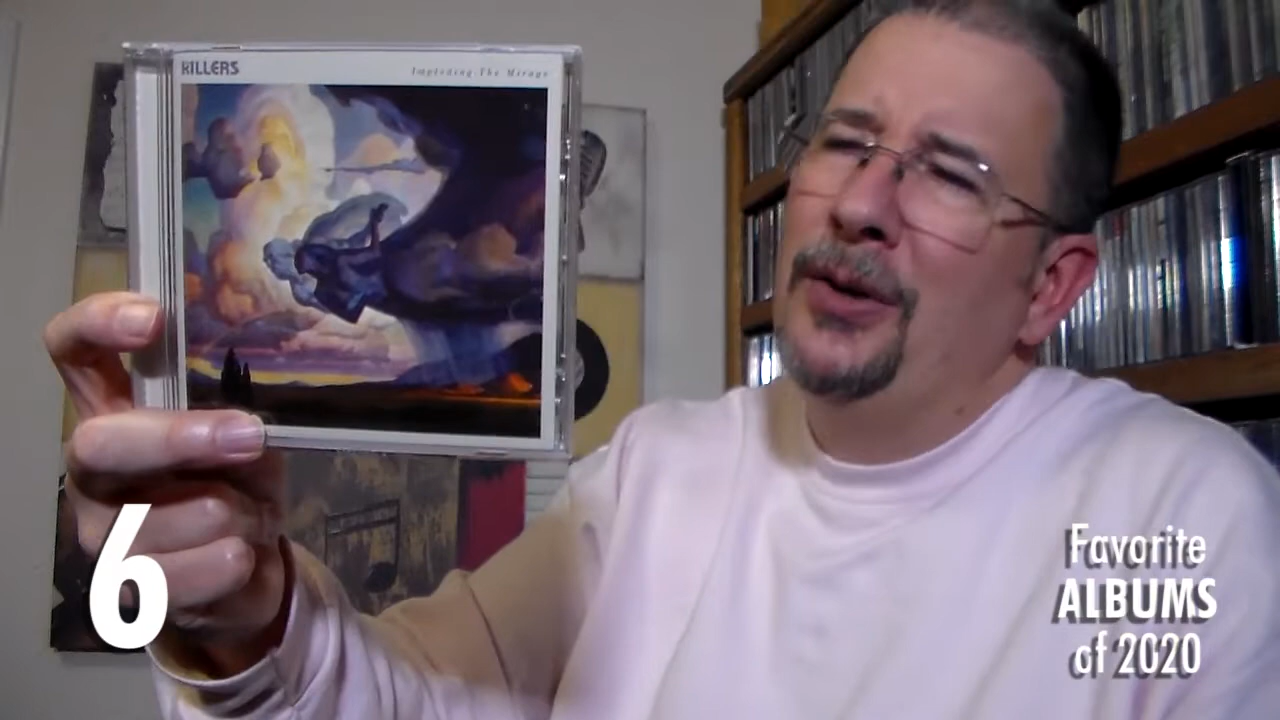 KILLERS
Imploding The Mirage
6
Favorite
ALBUMS
of 2020